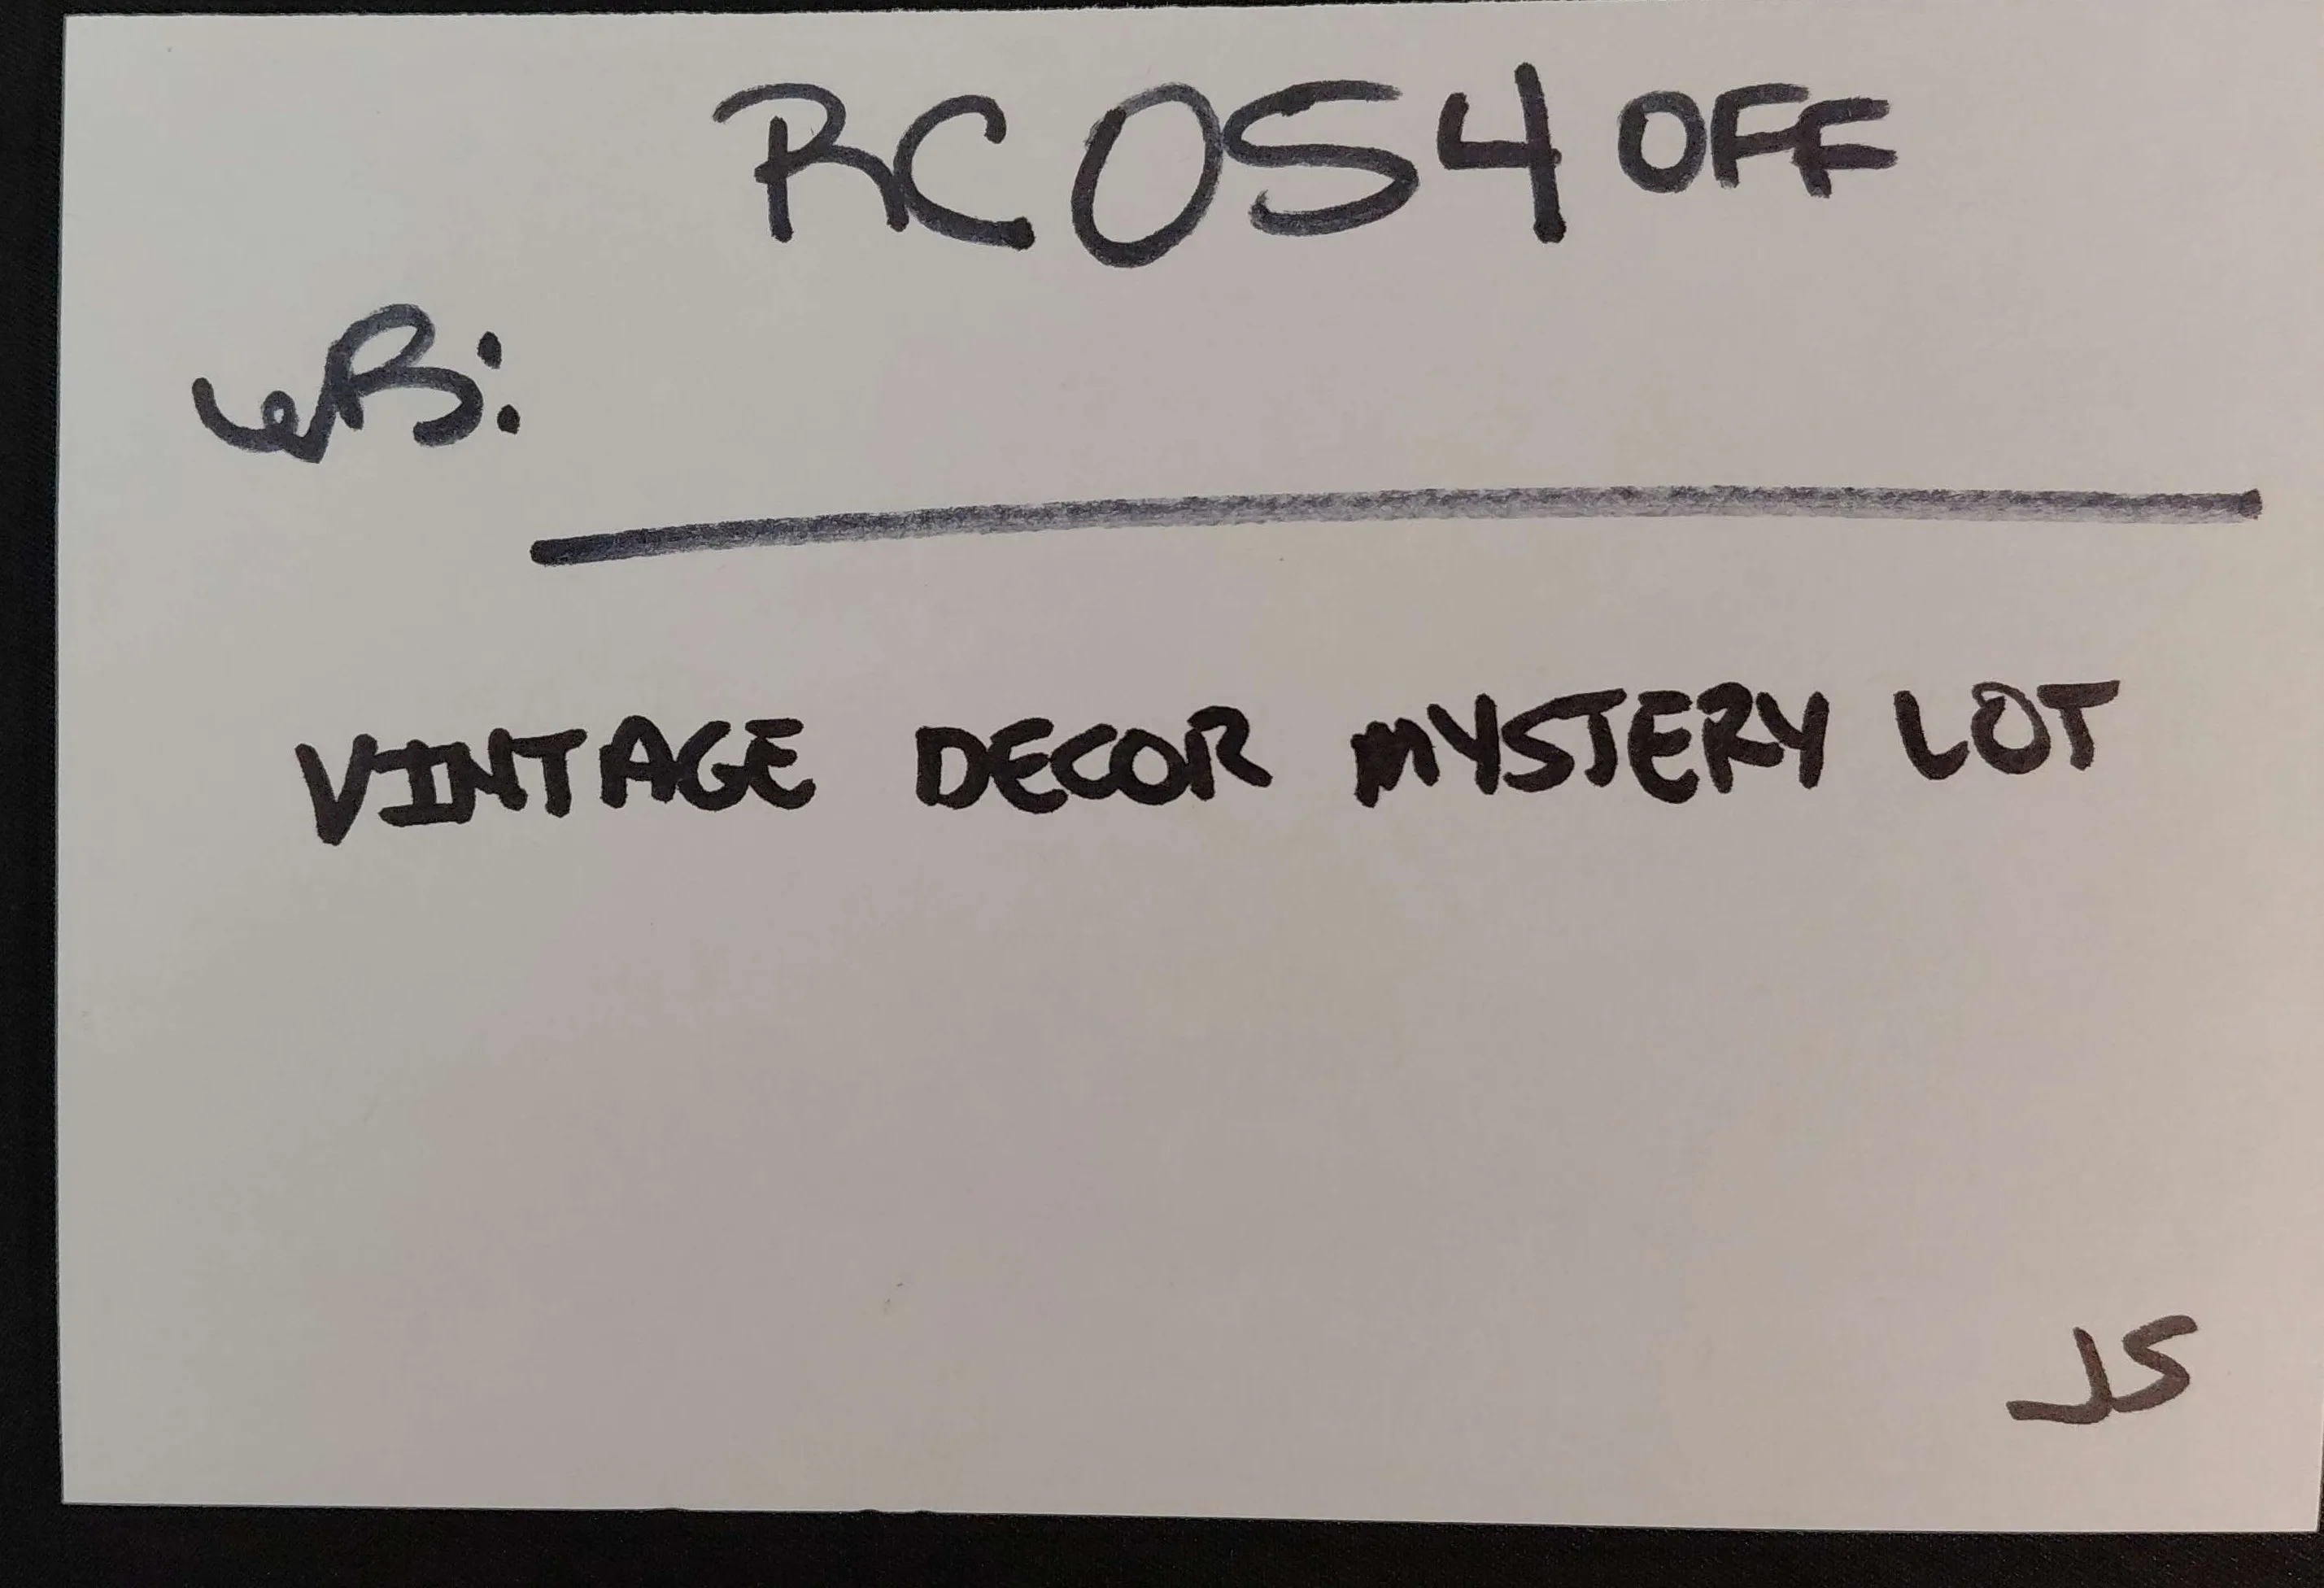 RC054 OFF
WB:
VINTAGE DECOR MYSTERY LOT
JS